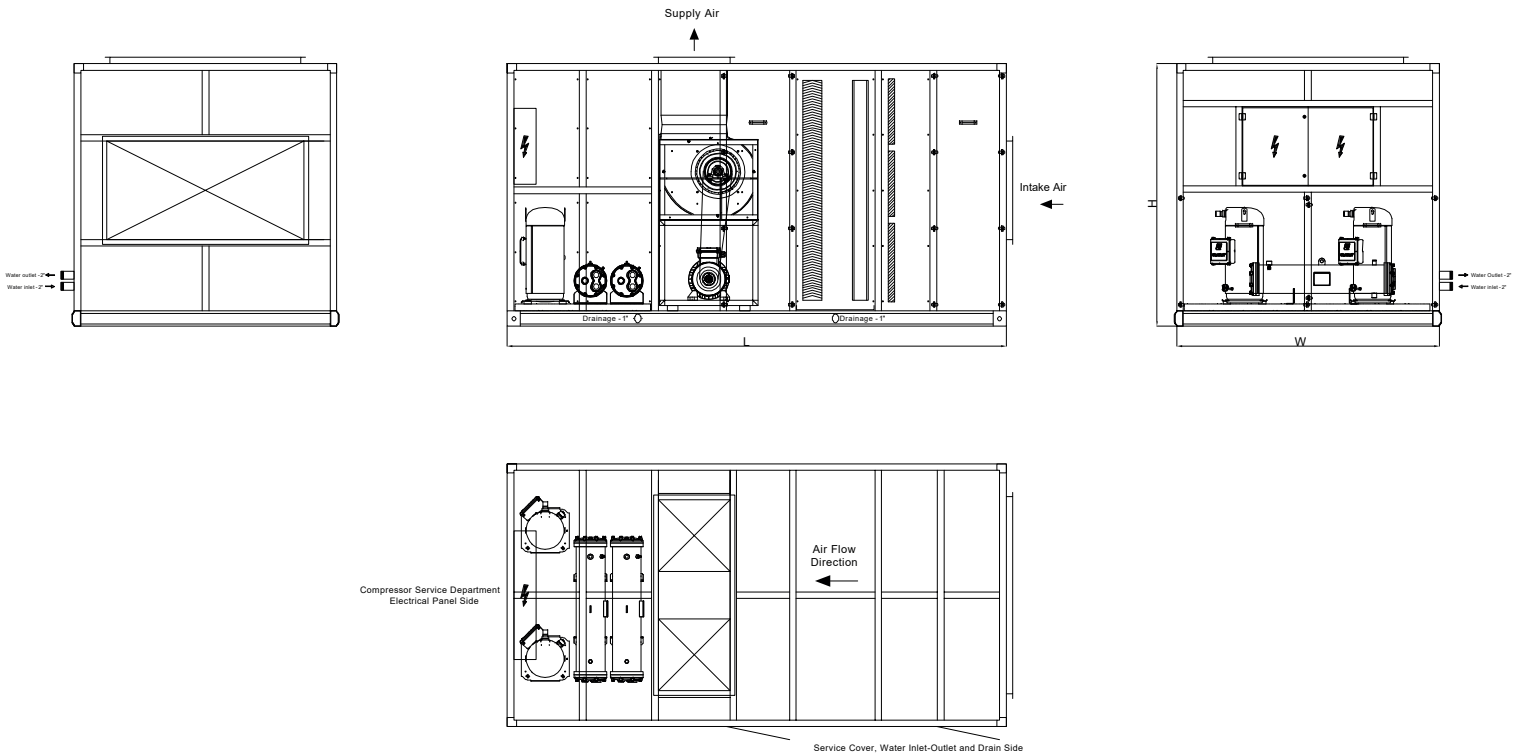 Supply Air
Intake Air
Water outlet - 2"
Water inlet - 2"
Drainage - 1"
Drainage - 1"
L
H
W
Water Outlet - 2"
Water inlet - 2"
Air Flow
Direction
Compressor Service Department
Electrical Panel Side
Service Cover, Water Inlet-Outlet and Drain Side